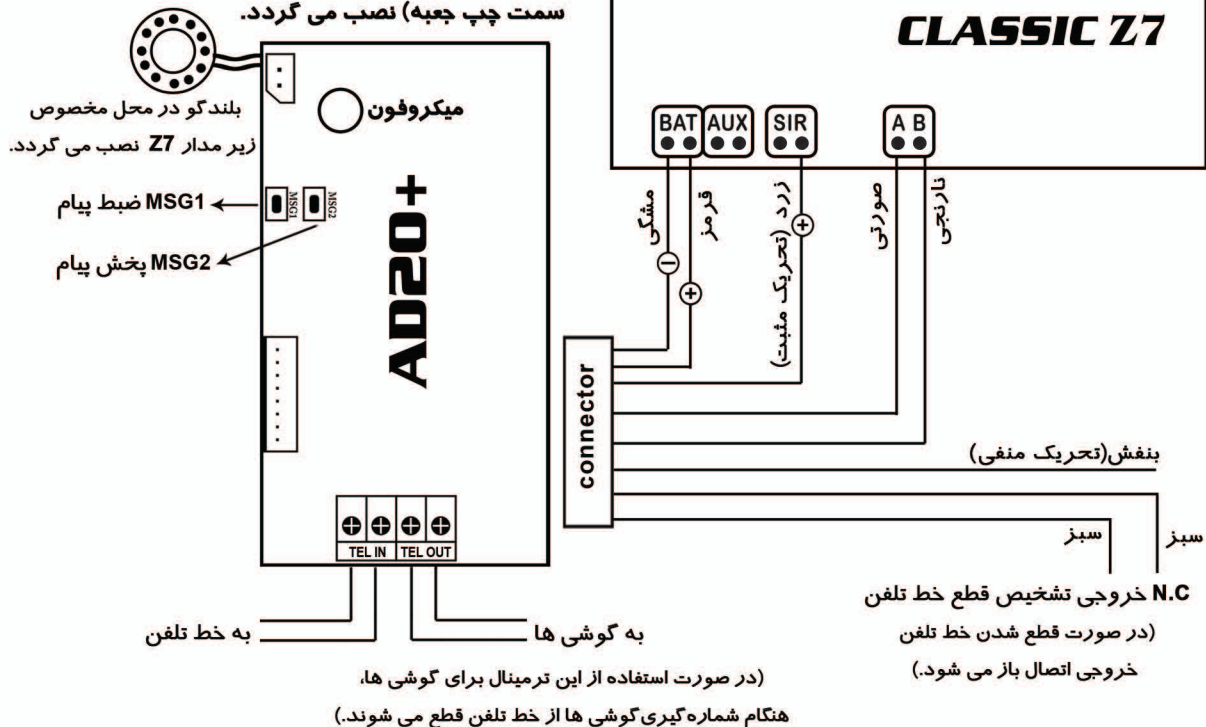 سمت چپ جعبه) نصب می گردد.
CLASSIC Z7
میکروفون
بلندگو در محل مخصوص
زیر مدار Z7 نصب می گردد.
BAT
AUX
SIR
A B
MSG1 ضبط پیام
MSG1
MSG2
MSG2 پخش پیام
AD20+
مشکی
قرمز
زرد (تحریک مثبت)
صورتی
نارنجی
connector
بنفش(تحریک منفی)
سبز
سبز
TEL IN
TEL OUT
N.C خروجی تشخیص قطع خط تلفن
(در صورت قطع شدن خط تلفن
خروجی اتصال باز می شود.)
به خط تلفن
به گوشی ها
(در صورت استفاده از این ترمینال برای گوشی ها،
هنگام شماره گیری گوشی ها از خط تلفن قطع می شوند.)